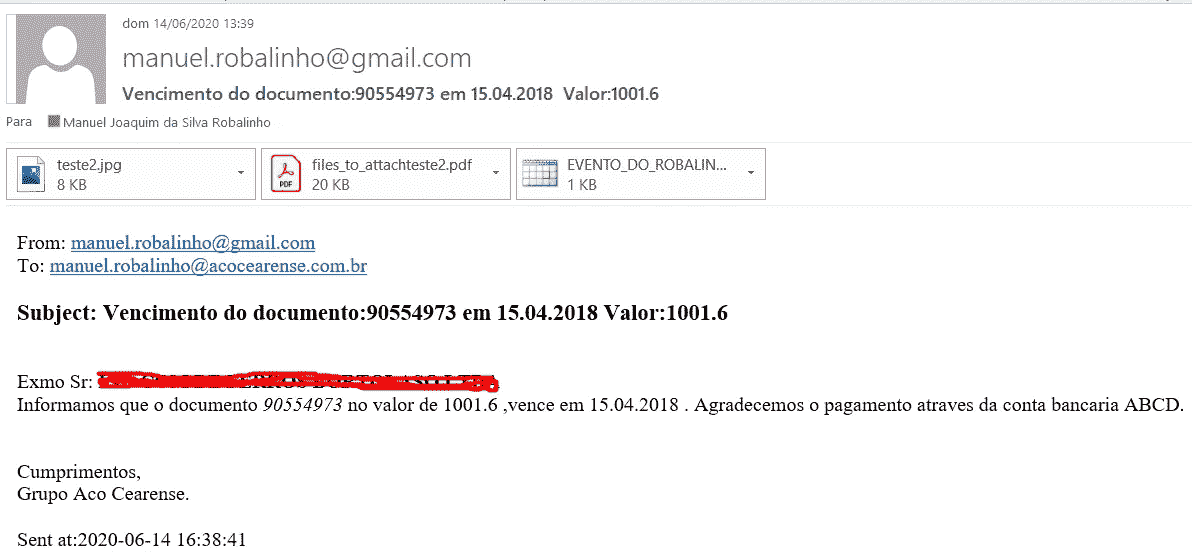 dom 14/06/2020 13:39
manuel.robalinho@gmail.com
Vencimento do documento:90554973 em 15.04.2018 Valor:1001.6
Para Manuel Joaquim da Silva Robalinho
teste2.jpg
8 KB
files_to_attachteste2.pdf
20 KB
EVENTO_DO_ROBALIN...
1 KB
From: manuel.robalinho@gmail.com
To: manuel.robalinho@acocearense.com.br
Subject: Vencimento do documento:90554973 em 15.04.2018 Valor:1001.6
Exmo Sr:
Informamos que o documento 90554973 no valor de 1001.6 ,vence em 15.04.2018 . Agradecemos o pagamento atraves da conta bancaria ABCD.
Cumprimentos,
Grupo Aco Cearense.
Sent at:2020-06-14 16:38:41